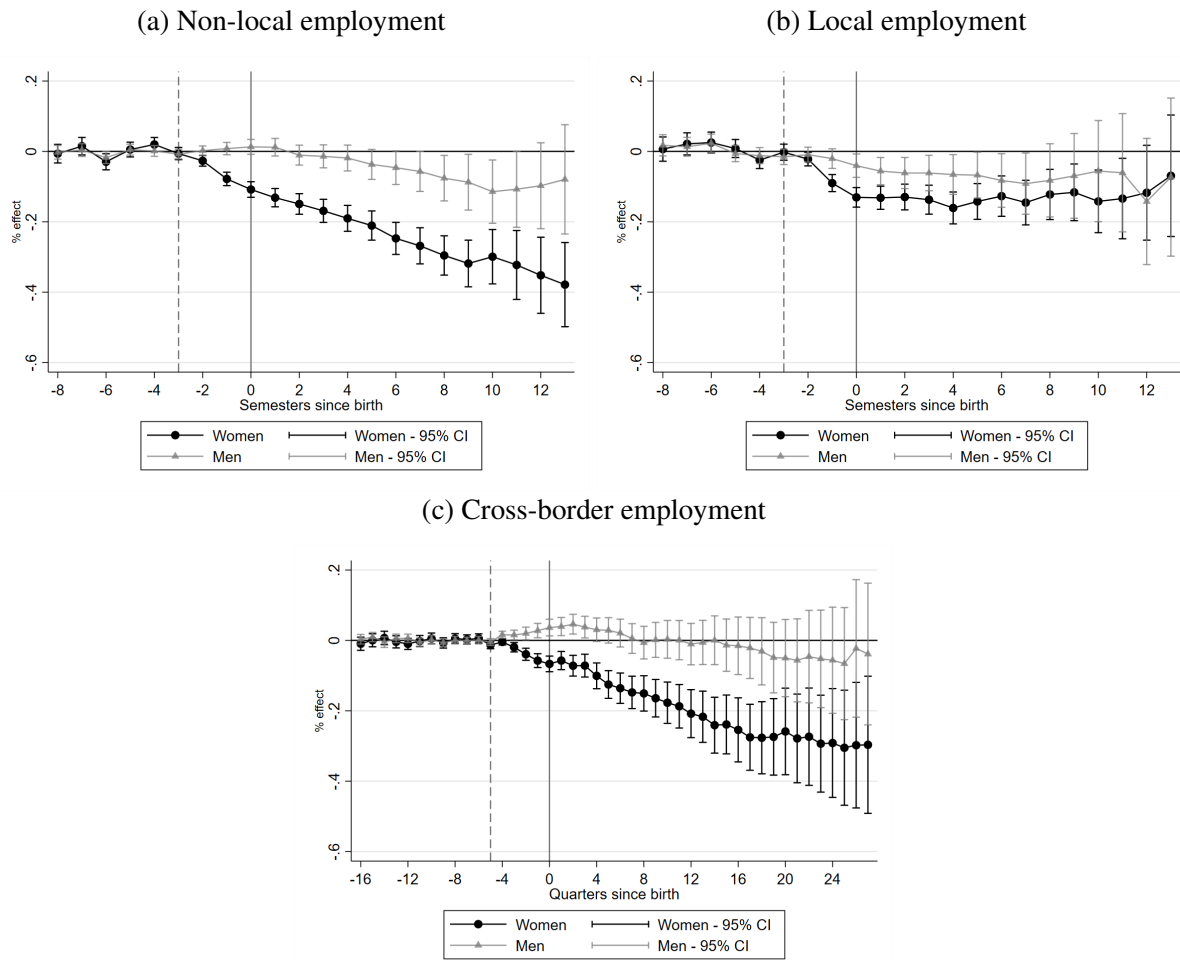 (a) Non-local employment
.2
0
-.2
-.4
-.6
% effect
-8 -6 -4 -2 0 2 4 6 8 10 12
Semesters since birth
Women Women - 95% CI
Men Men - 95% CI
(b) Local employment
.2
0
-.2
-.4
-.6
% effect
-8 -6 -4 -2 0 2 4 6 8 10 12
Semesters since birth
Women Women - 95% CI
Men Men - 95% CI
(c) Cross-border employment
.2
0
-.2
-.4
-.6
% effect
-16 -12 -8 -4 0 4 8 12 16 20 24
Quarters since birth
Women Women - 95% CI
Men Men - 95% CI